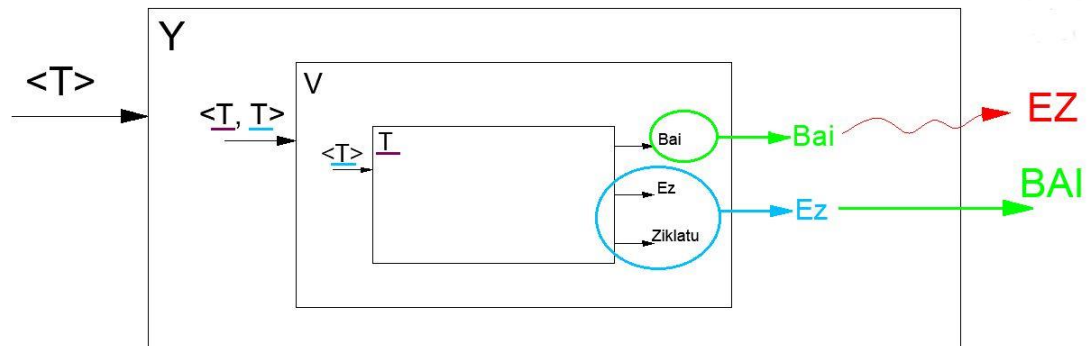 Y
<T>
V
<T, T>
<T>
T
Bai
Ez
Ziklatu
Bai
Ez
EZ
BAI